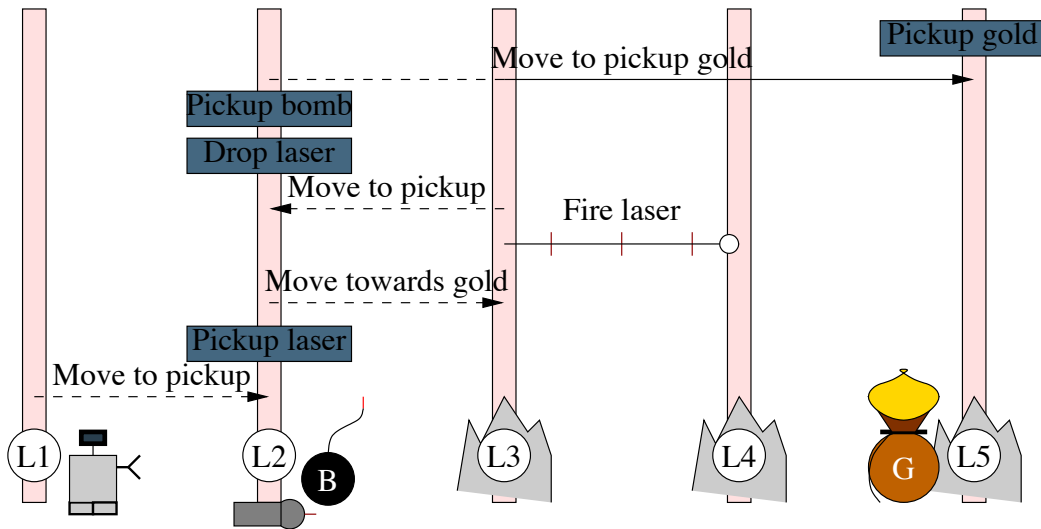 Pickup gold
Move to pickup gold
Pickup bomb
Drop laser
Move to pickup
Fire laser
Move towards gold
Pickup laser
Move to pickup
L1
L2
B
L3
L4
G
L5